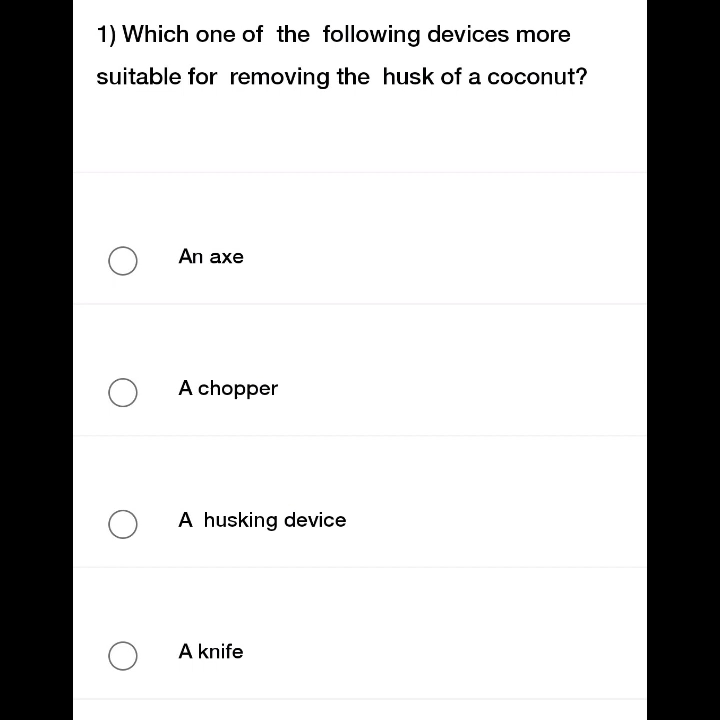 1) Which one of the following devices more
suitable for removing the husk of a coconut?
An axe
A chopper
A husking device
A knife